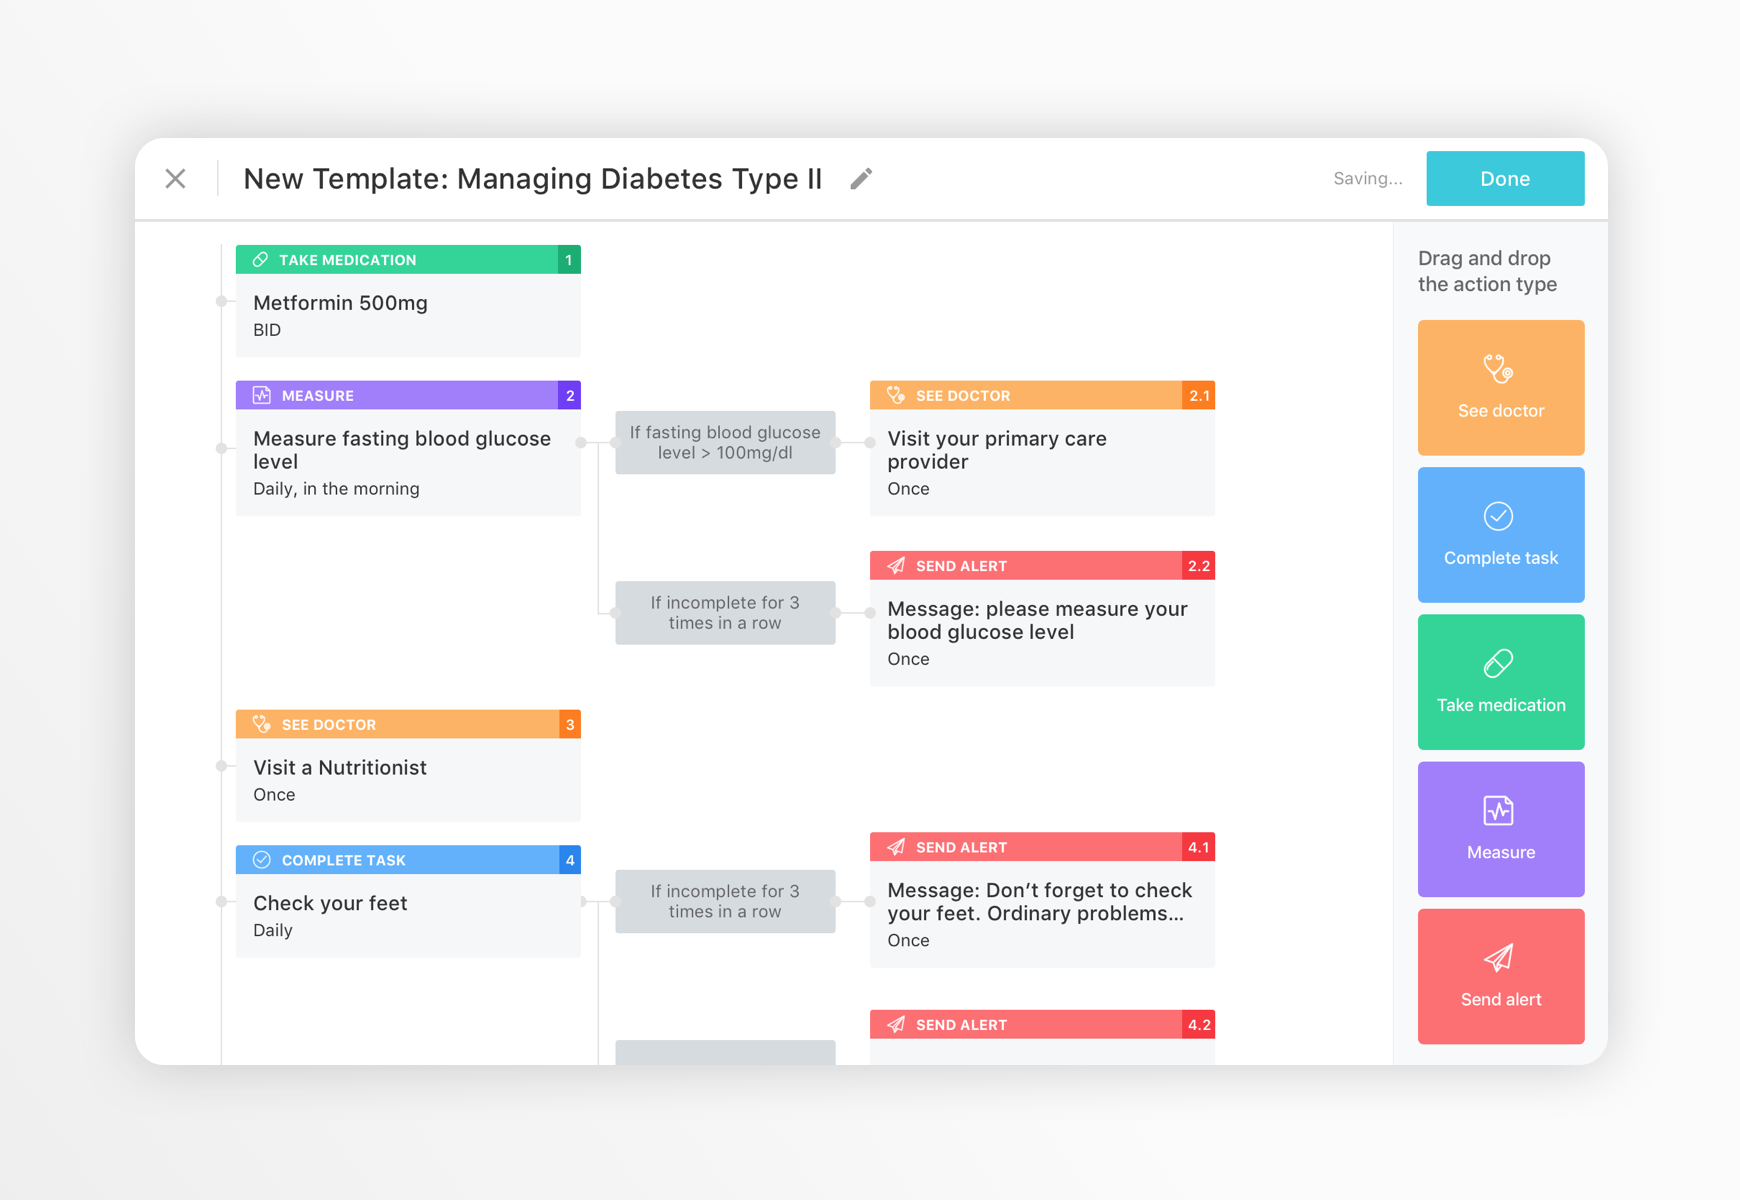 New Template: Managing Diabetes Type II
Saving...
Done
TAKE MEDICATION 1
Metformin 500mg
BID
MEASURE 2
Measure fasting blood glucose
level
Daily, in the morning
If fasting blood glucose
level > 100mg/dl
SEE DOCTOR 2.1
Visit your primary care
provider
Once
If incomplete for 3
times in a row
SEND ALERT 2.2
Message: please measure your
blood glucose level
Once
SEE DOCTOR 3
Visit a Nutritionist
Once
COMPLETE TASK 4
Check your feet
Daily
If incomplete for 3
times in a row
SEND ALERT 4.1
Message: Don’t forget to check
your feet. Ordinary problems...
Once
SEND ALERT 4.2
Drag and drop
the action type
See doctor
Complete task
Take medication
Measure
Send alert